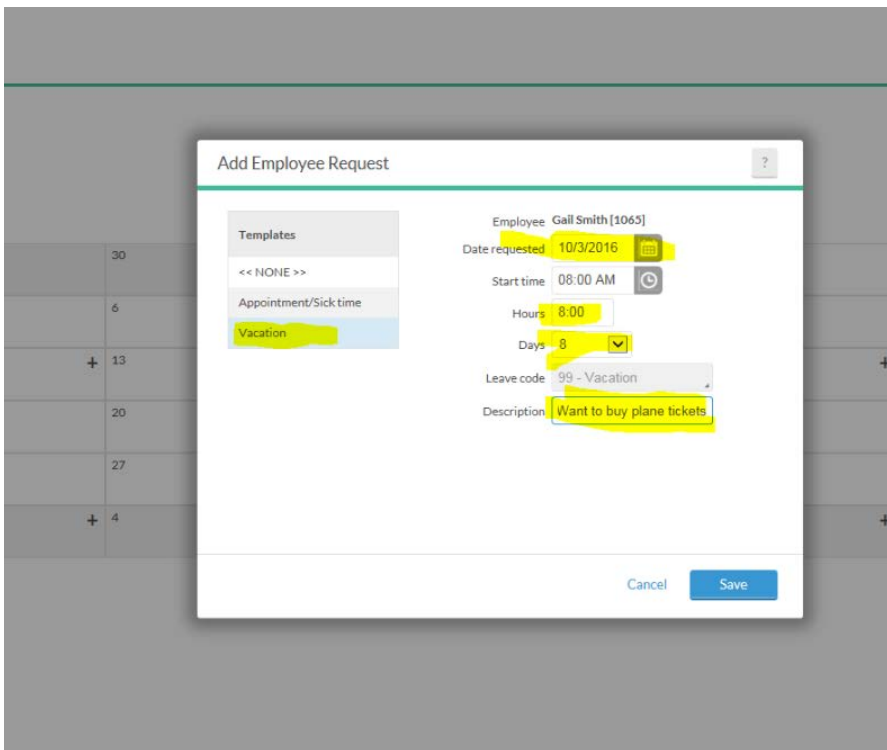 Add Employee Request
?
Templates
<< NONE >>
Appointment/Sick time
Vacation
Employee Gail Smith [1065]
Date requested 10/3/2016
Start time 08:00 AM
Hours 8:00
Days 8
Leave code 99 - Vacation
Description Want to buy plane tickets
Cancel Save
30
6
+ 13 +
20
27
+ 4 +